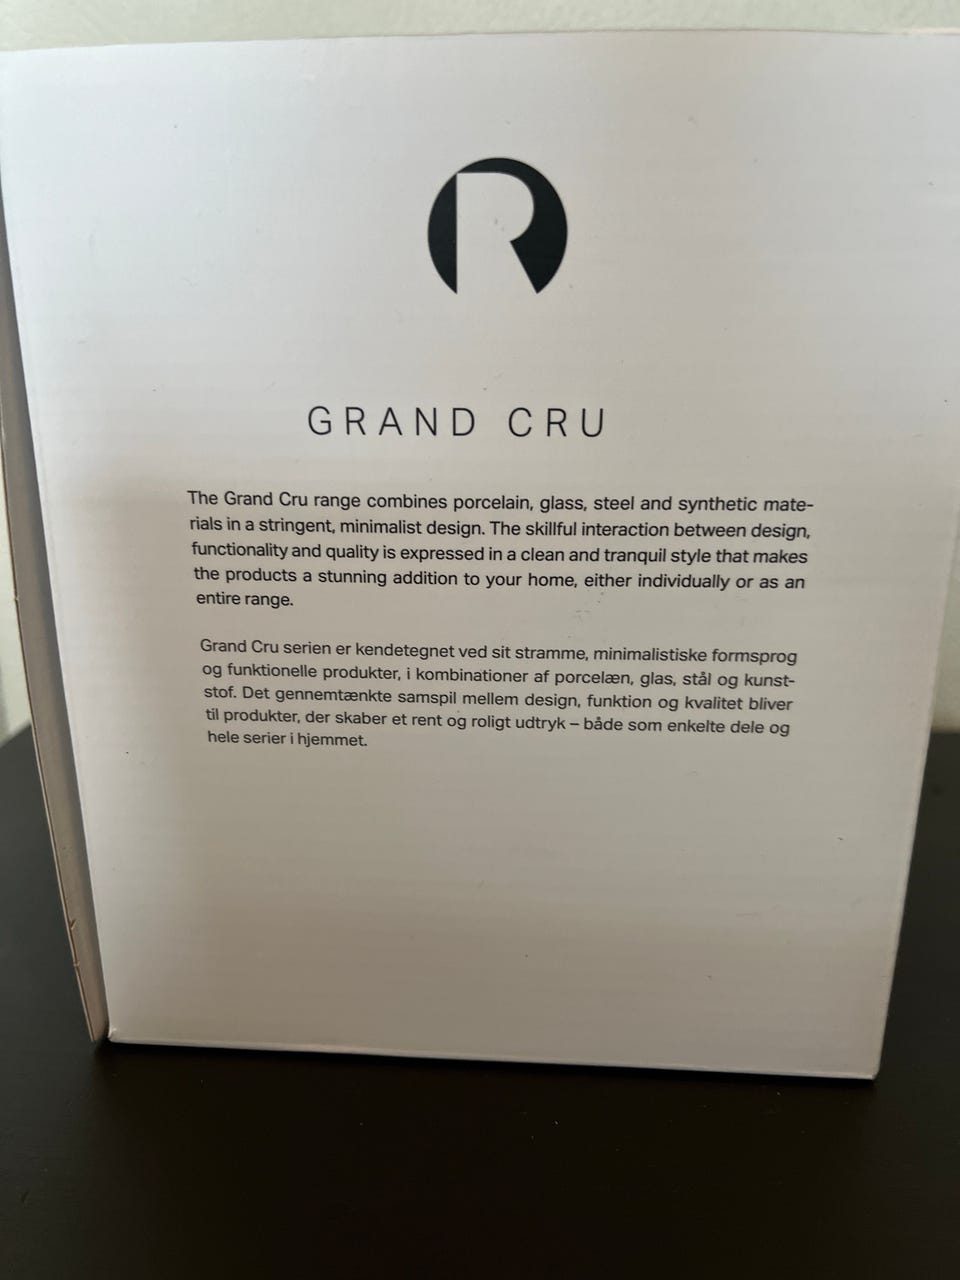 R
GRAND CRU
The Grand Cru range combines porcelain, glass, steel and synthetic mate-
rials in a stringent, minimalist design. The skillful interaction between design,
functionality and quality is expressed in a clean and tranquil style that makes
the products a stunning addition to your home, either individually or as an
entire range.
Grand Cru serien er kendetegnet ved sit stramme, minimalistiske formsprog
og funktionelle produkter, i kombinationer af porcelæn, glas, stål og kunst-
stof. Det gennemtænkte samspil mellem design, funktion og kvalitet bliver
til produkter, der skaber et rent og roligt udtryk – både som enkelte dele og
hele serier i hjemmet.